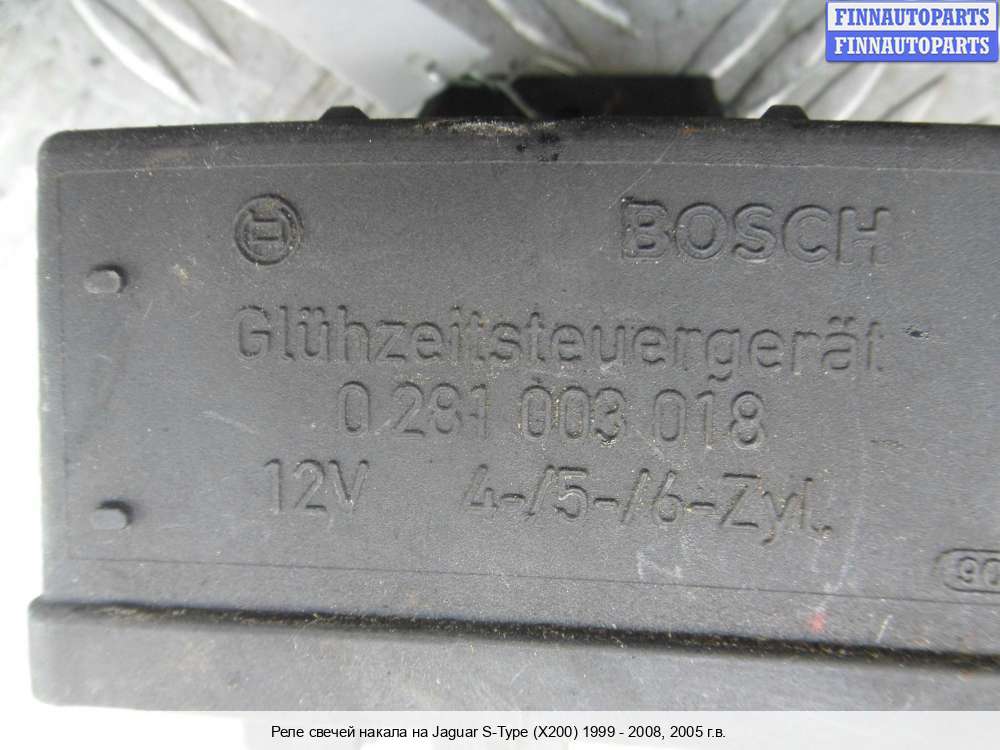 FINNAUTOPARTS
FINNAUTOPARTS
BOSCH
Glühzeitsteuergerät
0 281 003 018
12V 4-/5-/6-Zyl.
90
Реле свечей накала на Jaguar S-Type (X200) 1999 - 2008, 2005 г.в.